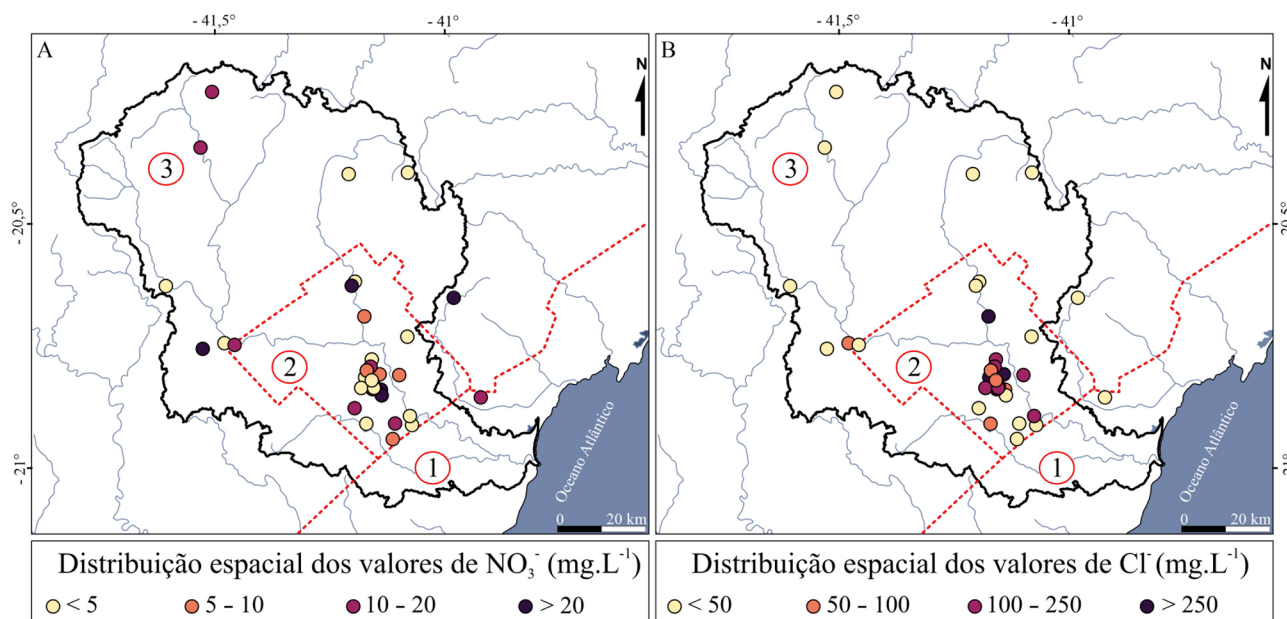 - 41,5°
- 41°
- 41,5°
- 41°
A
N
B
N
3
3
- 20,5°
- 20,5°
2
2
1
1
- 21°
- 21°
Oceano Atlântico
Oceano Atlântico
0 20 km
0 20 km
Distribuição espacial dos valores de NO₃⁻ (mg.L⁻¹)
< 5
5 - 10
10 - 20
> 20
Distribuição espacial dos valores de Cl⁻ (mg.L⁻¹)
< 50
50 - 100
100 - 250
> 250